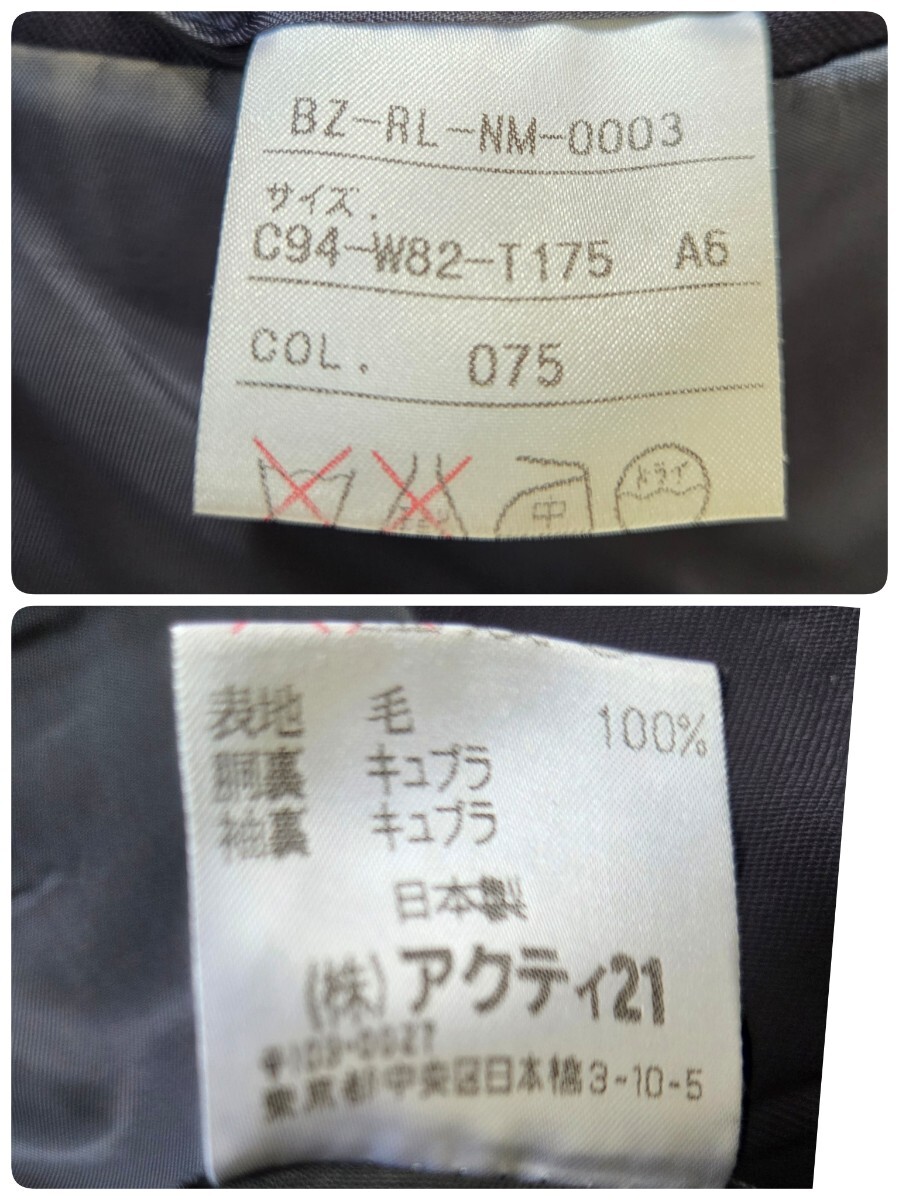 BZ-RL-NM-0003
サイズ.
C94-W82-T175 A6
COL. 075
中 ドライ
表地 毛 100%
胴裏 キュプラ
袖裏 キュプラ
日本製
(株)アクティ21
〒103-0027
東京都中央区日本橋3-10-5